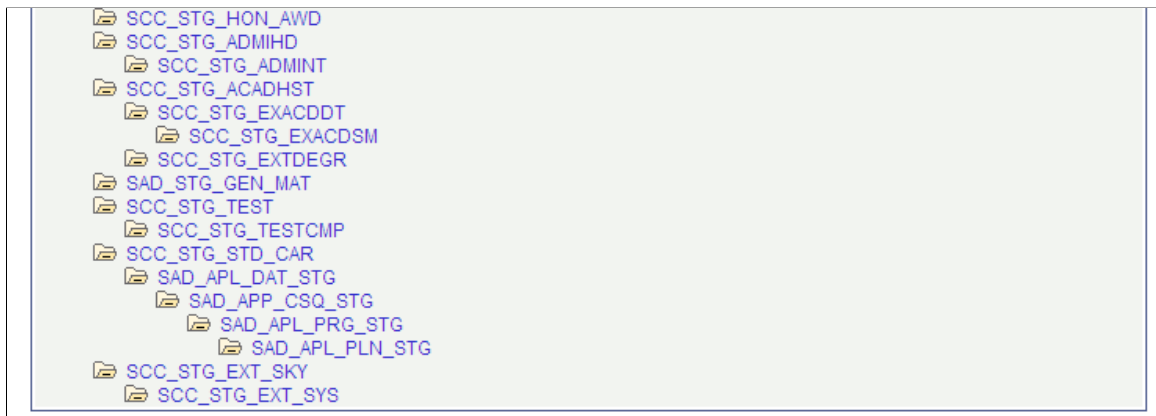 SCC_STG_HON_AWD
SCC_STG_ADMIHD
SCC_STG_ADMINT
SCC_STG_ACADHST
SCC_STG_EXACDDT
SCC_STG_EXACDSM
SCC_STG_EXTDEGR
SAD_STG_GEN_MAT
SCC_STG_TEST
SCC_STG_TESTCMP
SCC_STG_STD_CAR
SAD_APL_DAT_STG
SAD_APP_CSQ_STG
SAD_APL_PRG_STG
SAD_APL_PLN_STG
SCC_STG_EXT_SKY
SCC_STG_EXT_SYS